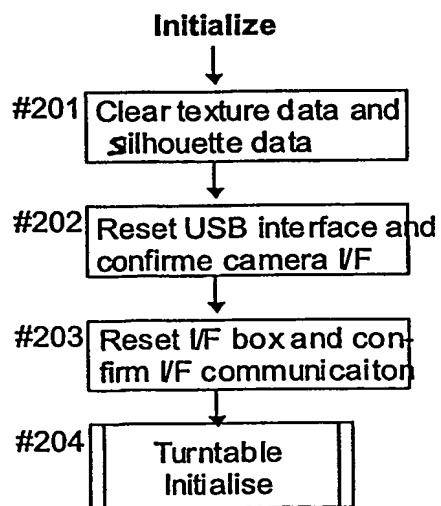 Initialize
#201 Clear texture data and
silhouette data
#202 Reset USB interface and
confirme camera I/F
#203 Reset I/F box and con-
firm I/F communicaiton
#204 Turntable
Initialise